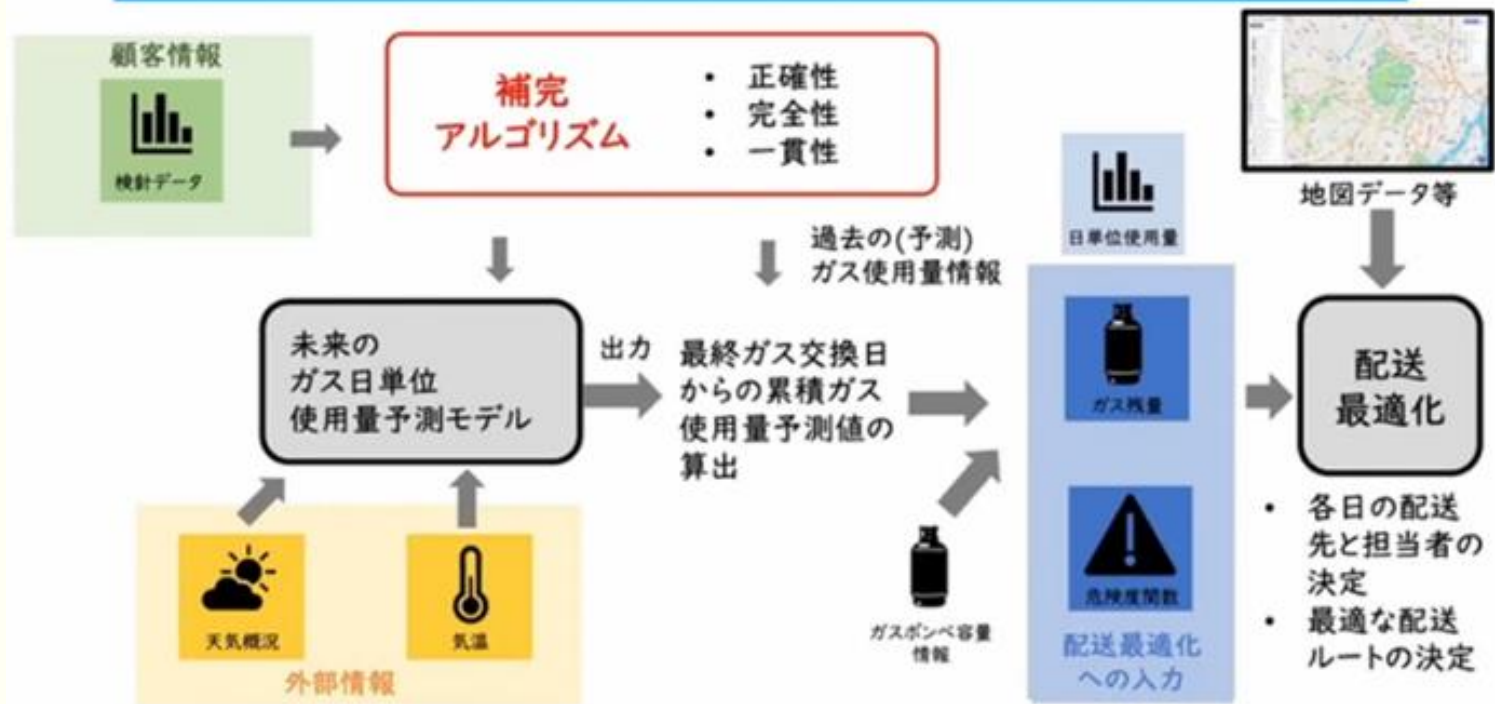 顧客情報
検針データ
補完
アルゴリズム
• 正確性
• 完全性
• 一貫性
過去の(予測)
ガス使用量情報
日単位使用量
地図データ等
未来の
ガス日単位
使用量予測モデル
出力
最終ガス交換日
からの累積ガス
使用量予測値の
算出
ガス残量
配送
最適化
天気概況
気温
外部情報
ガスボンベ容量
情報
危険度関数
配送最適化
への入力
• 各日の配送
先と担当者の
決定
• 最適な配送
ルートの決定